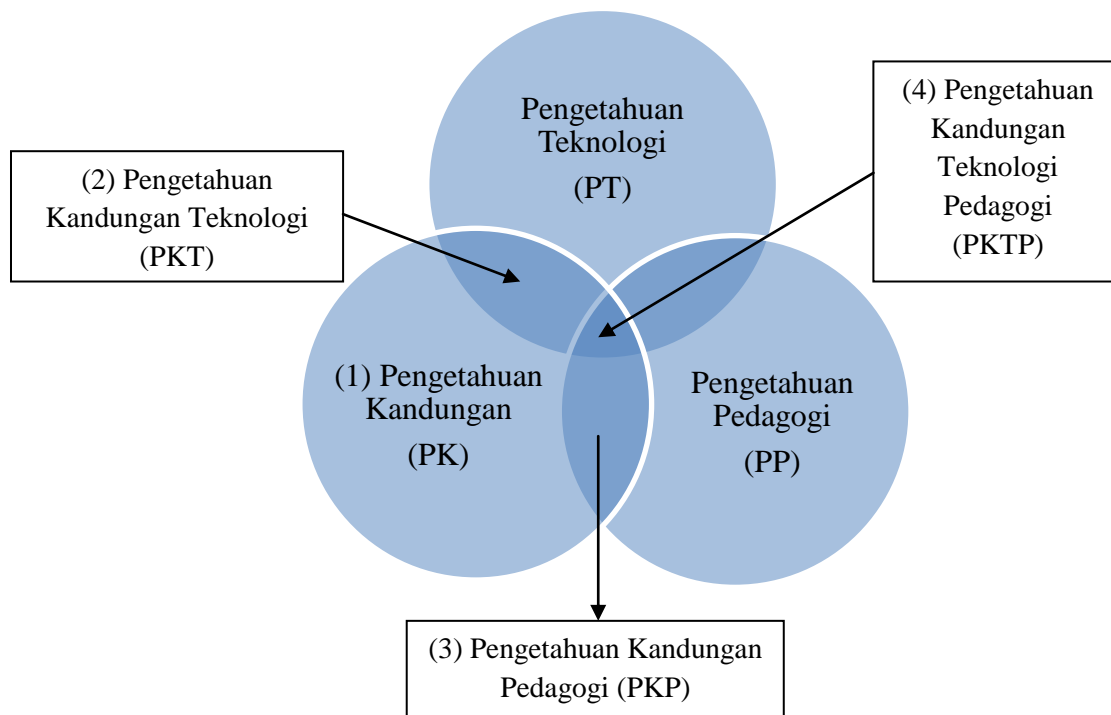 Pengetahuan
Teknologi
(PT)
(4) Pengetahuan
Kandungan
Teknologi
Pedagogi
(PKTP)
(2) Pengetahuan
Kandungan Teknologi
(PKT)
(1) Pengetahuan
Kandungan
(PK)
Pengetahuan
Pedagogi
(PP)
(3) Pengetahuan Kandungan
Pedagogi (PKP)